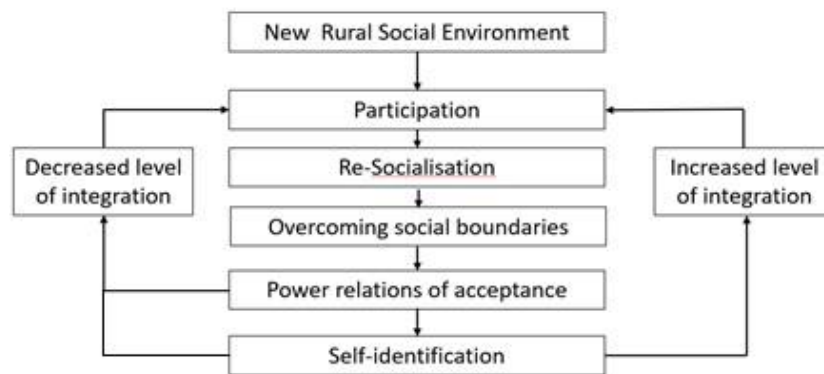 New Rural Social Environment
Participation
Decreased level
of integration
Re-Socialisation
Increased level
of integration
Overcoming social boundaries
Power relations of acceptance
Self-identification